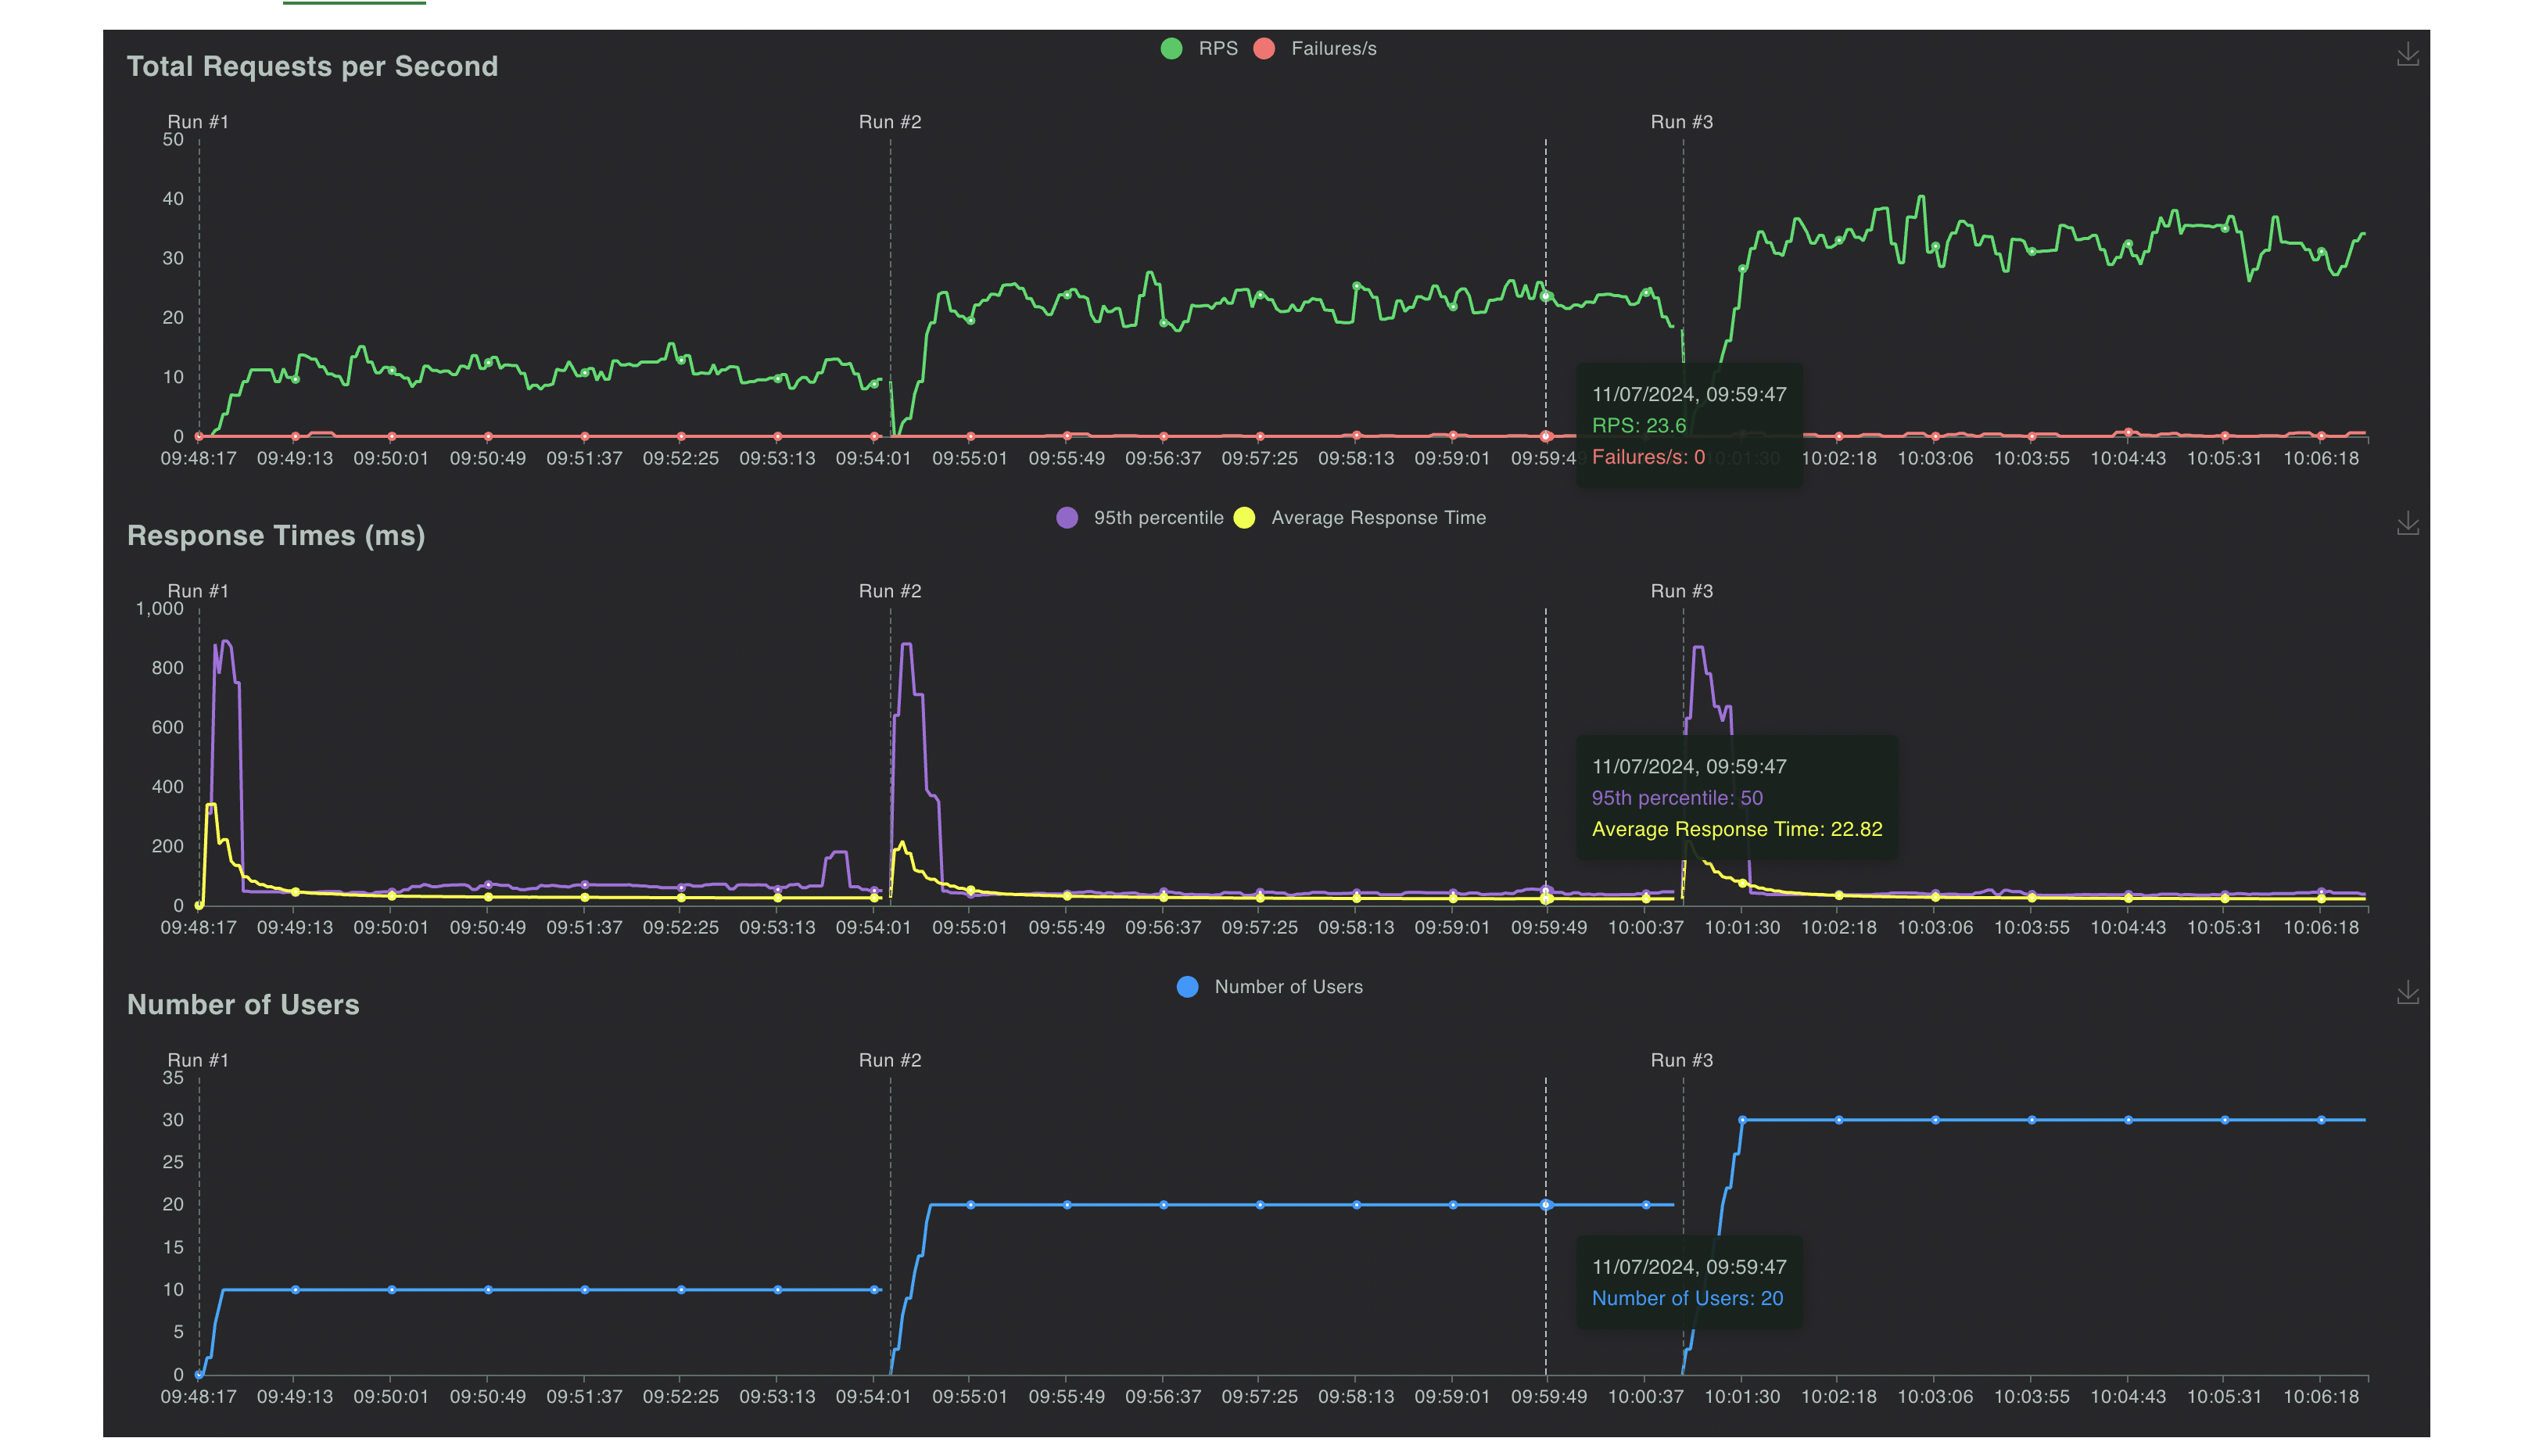 RPS Failures/s
Total Requests per Second
Run #1 Run #2 Run #3
50
40
30
20
10
0
11/07/2024, 09:59:47
RPS: 23.6
Failures/s: 0
09:48:17 09:49:13 09:50:01 09:50:49 09:51:37 09:52:25 09:53:13 09:54:01 09:55:01 09:55:49 09:56:37 09:57:25 09:58:13 09:59:01 09:59:4 10:01:30 10:02:18 10:03:06 10:03:55 10:04:43 10:05:31 10:06:18
95th percentile Average Response Time
Response Times (ms)
Run #1 Run #2 Run #3
1,000
800
600
400
200
0
11/07/2024, 09:59:47
95th percentile: 50
Average Response Time: 22.82
09:48:17 09:49:13 09:50:01 09:50:49 09:51:37 09:52:25 09:53:13 09:54:01 09:55:01 09:55:49 09:56:37 09:57:25 09:58:13 09:59:01 09:59:49 10:00:37 10:01:30 10:02:18 10:03:06 10:03:55 10:04:43 10:05:31 10:06:18
Number of Users
Number of Users
Run #1 Run #2 Run #3
35
30
25
20
15
10
5
0
11/07/2024, 09:59:47
Number of Users: 20
09:48:17 09:49:13 09:50:01 09:50:49 09:51:37 09:52:25 09:53:13 09:54:01 09:55:01 09:55:49 09:56:37 09:57:25 09:58:13 09:59:01 09:59:49 10:00:37 10:01:30 10:02:18 10:03:06 10:03:55 10:04:43 10:05:31 10:06:18